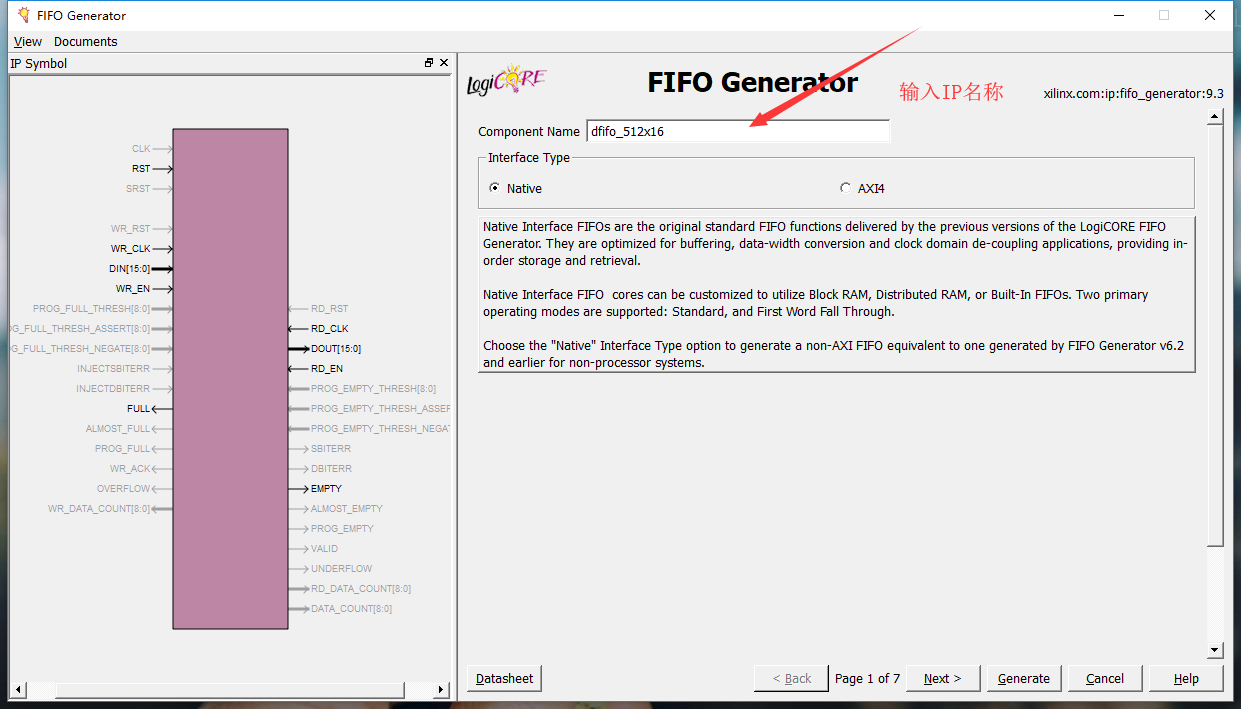 FIFO Generator
View Documents
IP Symbol
CLK
RST
SRST
WR_RST
WR_CLK
DIN[15:0]
WR_EN
PROG_FULL_THRESH[8:0]
G_FULL_THRESH_ASSERT[8:0]
G_FULL_THRESH_NEGATE[8:0]
INJECTSBITERR
INJECTDBITERR
FULL
ALMOST_FULL
PROG_FULL
WR_ACK
OVERFLOW
WR_DATA_COUNT[8:0]
RD_RST
RD_CLK
DOUT[15:0]
RD_EN
PROG_EMPTY_THRESH[8:0]
PROG_EMPTY_THRESH_ASSER
PROG_EMPTY_THRESH_NEGA
SBITERR
DBITERR
EMPTY
ALMOST_EMPTY
PROG_EMPTY
VALID
UNDERFLOW
RD_DATA_COUNT[8:0]
DATA_COUNT[8:0]
LogiCORE
FIFO Generator
输入IP名称
xilinx.com:ip:fifo_generator:9.3
Component Name dfifo_512x16
Interface Type
Native AXI4
Native Interface FIFOs are the original standard FIFO functions delivered by the previous versions of the LogiCORE FIFO
Generator. They are optimized for buffering, data-width conversion and clock domain de-coupling applications, providing in-
order storage and retrieval.
Native Interface FIFO cores can be customized to utilize Block RAM, Distributed RAM, or Built-In FIFOs. Two primary
operating modes are supported: Standard, and First Word Fall Through.
Choose the "Native" Interface Type option to generate a non-AXI FIFO equivalent to one generated by FIFO Generator v6.2
and earlier for non-processor systems.
Datasheet < Back Page 1 of 7 Next > Generate Cancel Help